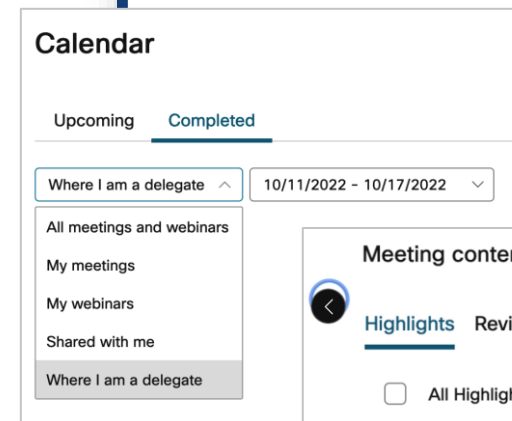 Calendar
Upcoming Completed
Where I am a delegate 10/11/2022 - 10/17/2022
All meetings and webinars
My meetings
My webinars
Shared with me
Where I am a delegate
Meeting
Highlights
All